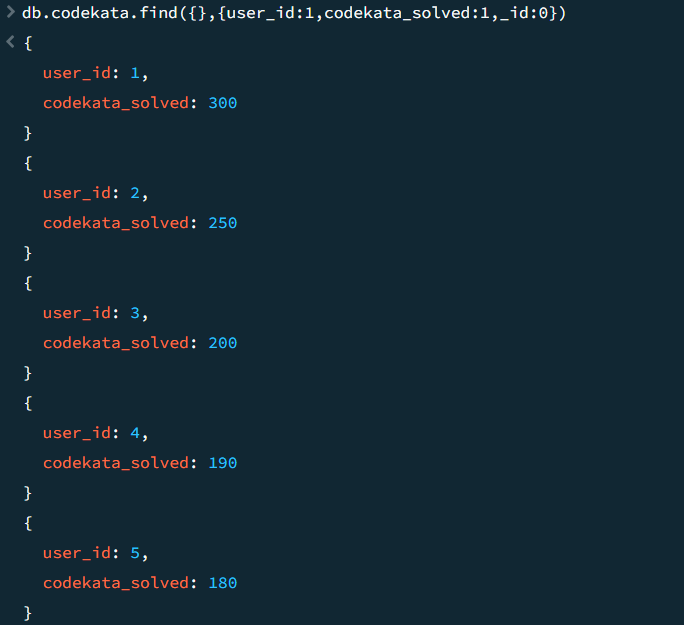 db.codekata.find({},{user_id:1,codekata_solved:1,_id:0})
{
user_id: 1,
codekata_solved: 300
}
{
user_id: 2,
codekata_solved: 250
}
{
user_id: 3,
codekata_solved: 200
}
{
user_id: 4,
codekata_solved: 190
}
{
user_id: 5,
codekata_solved: 180
}